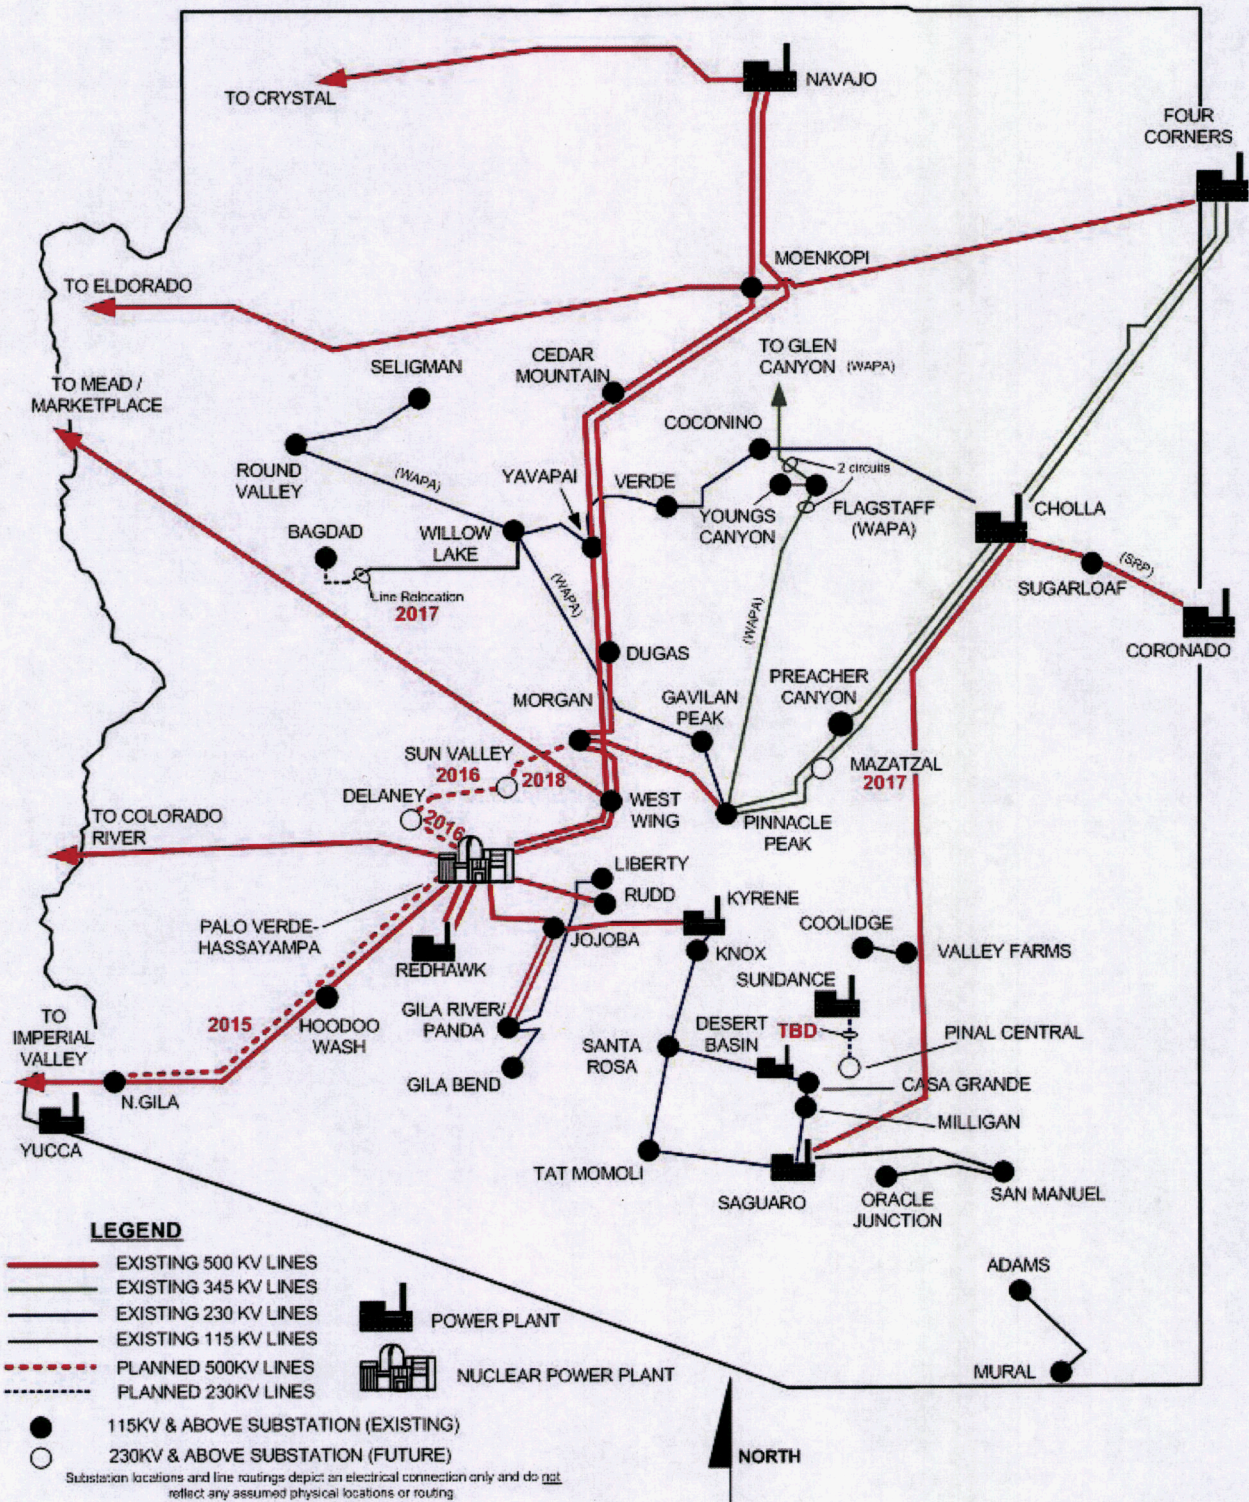 NAVAJO
TO CRYSTAL
FOUR
CORNERS
MOENKOPI
TO ELDORADO
TO GLEN
CANYON (WAPA)
CEDAR
MOUNTAIN
SELIGMAN
TO MEAD /
MARKETPLACE
COCONINO
2 circuits
ROUND
VALLEY
(WAPA)
YAVAPAI
VERDE
YOUNGS
CANYON
FLAGSTAFF
(WAPA)
CHOLLA
BAGDAD
WILLOW
LAKE
Line Relocation
2017
(WAPA)
(WAPA)
(SRP)
SUGARLOAF
CORONADO
DUGAS
PREACHER
CANYON
MORGAN
GAVILAN
PEAK
SUN VALLEY
2016
2018
MAZATZAL
2017
DELANEY
2016
WEST
WING
PINNACLE
PEAK
TO COLORADO
RIVER
LIBERTY
RUDD
KYRENE
PALO VERDE-
HASSAYAMPA
JOJOBA
KNOX
COOLIDGE
VALLEY FARMS
REDHAWK
SUNDANCE
TO
IMPERIAL
VALLEY
2015
HOODOO
WASH
GILA RIVER/
PANDA
SANTA
ROSA
DESERT
BASIN
TBD
PINAL CENTRAL
GILA BEND
CASA GRANDE
N.GILA
MILLIGAN
YUCCA
TAT MOMOLI
SAGUARO
ORACLE
JUNCTION
SAN MANUEL
ADAMS
MURAL
LEGEND
EXISTING 500 KV LINES
EXISTING 345 KV LINES
EXISTING 230 KV LINES
EXISTING 115 KV LINES
PLANNED 500KV LINES
PLANNED 230KV LINES
POWER PLANT
NUCLEAR POWER PLANT
115KV & ABOVE SUBSTATION (EXISTING)
230KV & ABOVE SUBSTATION (FUTURE)
Substation locations and line routings depict an electrical connection only and do not
reflect any assumed physical locations or routing.
NORTH